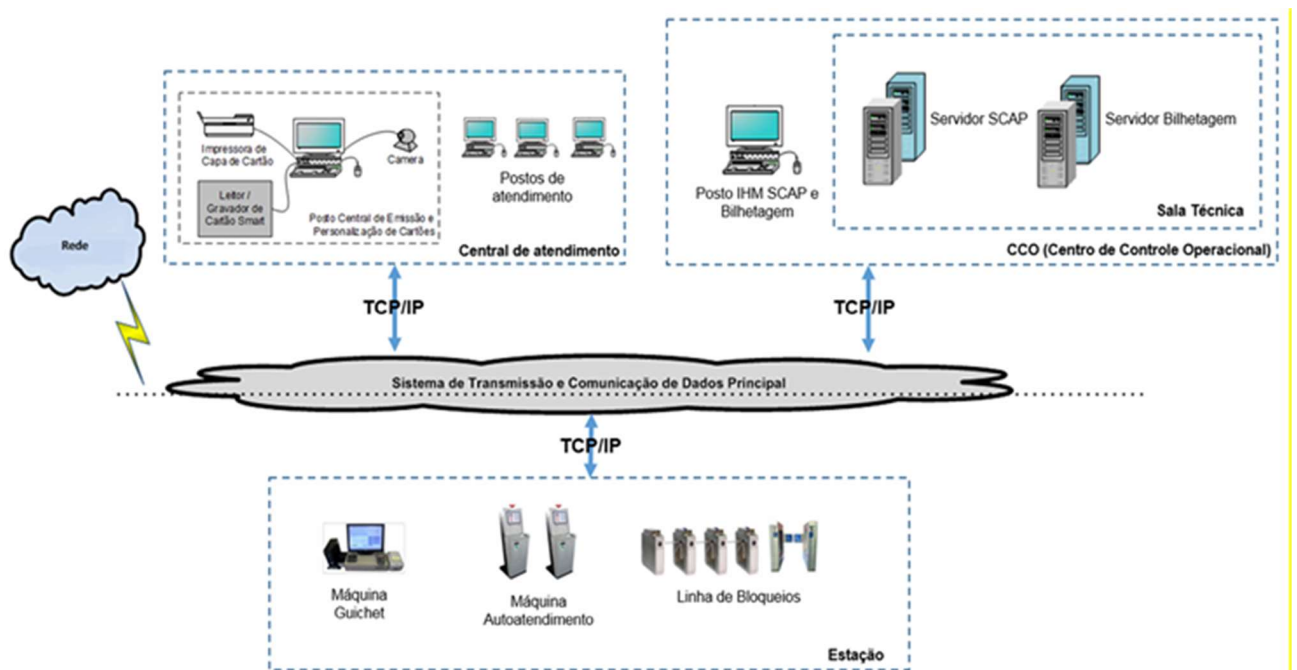 Impressora de
Capa de Cartão
Camera
Leitor /
Gravador de
Cartão Smart
Posto Central de Emissão e
Personalização de Cartões
Postos de
atendimento
Central de atendimento
Posto IHM SCAP e
Bilhetagem
Servidor SCAP
Servidor Bilhetagem
Sala Técnica
CCO (Centro de Controle Operacional)
Rede
TCP/IP
TCP/IP
Sistema de Transmissão e Comunicação de Dados Principal
TCP/IP
Máquina
Guichet
Máquina
Autoatendimento
Linha de Bloqueios
Estação